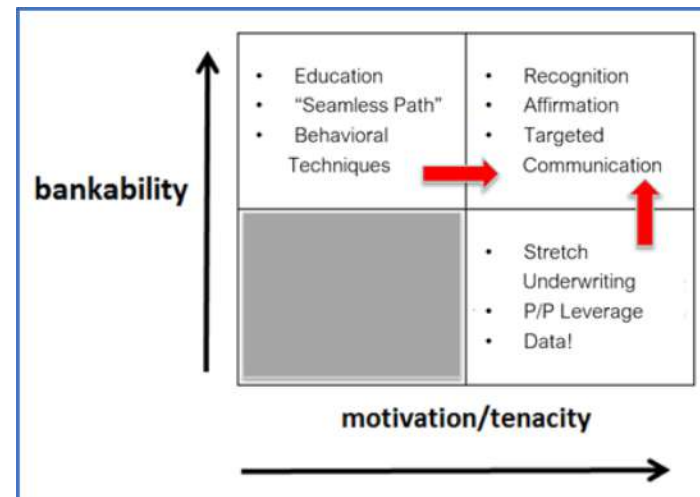 • Education
• “Seamless Path”
• Behavioral
Techniques
• Recognition
• Affirmation
• Targeted
Communication
bankability
• Stretch
Underwriting
• P/P Leverage
• Data!
motivation/tenacity